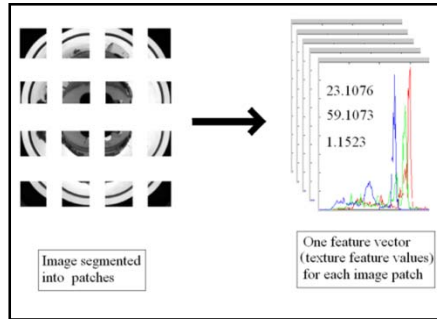 23.1076
59.1073
1.1523
Image segmented
into patches
One feature vector
(texture feature values)
for each image patch